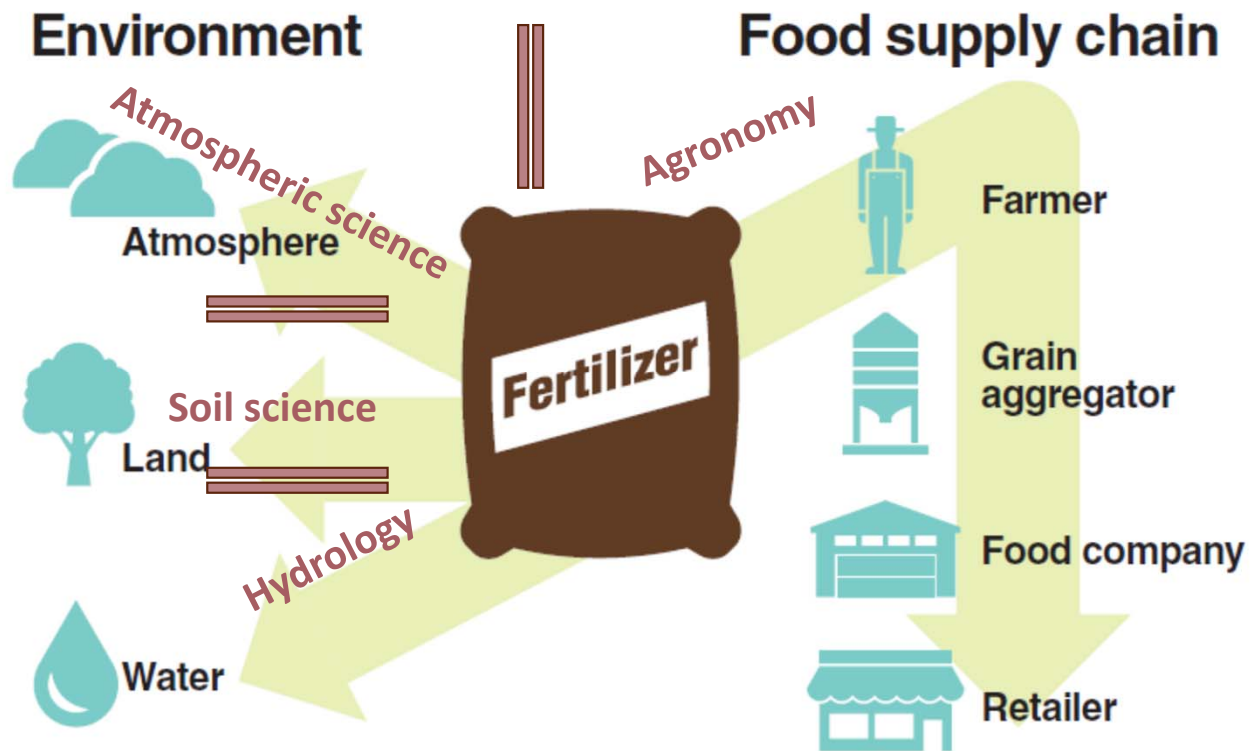 Environment
Food supply chain
Atmospheric science
Agronomy
Atmosphere
Farmer
Fertilizer
Grain
aggregator
Soil science
Land
Hydrology
Food company
Water
Retailer